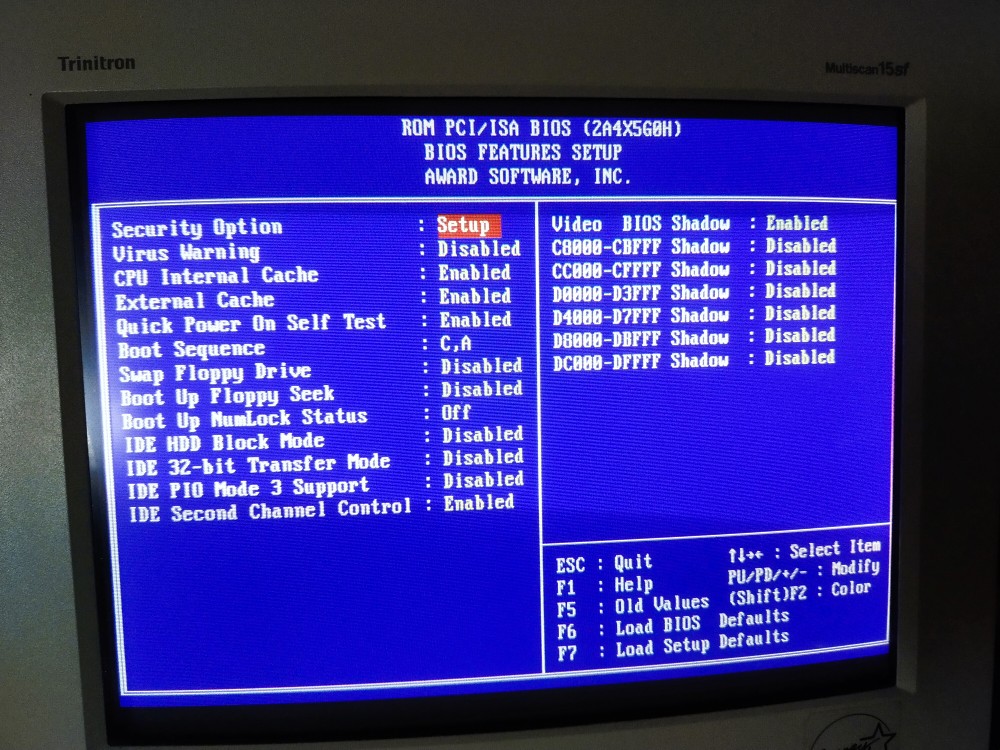 Trinitron
Multiscan15sf
ROM PCI/ISA BIOS (2A4X5G0H)
BIOS FEATURES SETUP
AWARD SOFTWARE, INC.
Security Option : Setup
Virus Warning : Disabled
CPU Internal Cache : Enabled
External Cache : Enabled
Quick Power On Self Test : Enabled
Boot Sequence : C,A
Swap Floppy Drive : Disabled
Boot Up Floppy Seek : Disabled
Boot Up NumLock Status : Off
IDE HDD Block Mode : Disabled
IDE 32-bit Transfer Mode : Disabled
IDE PIO Mode 3 Support : Disabled
IDE Second Channel Control : Enabled
Video BIOS Shadow : Enabled
C8000-CBFFF Shadow : Disabled
CC000-CFFFF Shadow : Disabled
D0000-D3FFF Shadow : Disabled
D4000-D7FFF Shadow : Disabled
D8000-DBFFF Shadow : Disabled
DC000-DFFFF Shadow : Disabled
ESC : Quit ↑↓→← : Select Item
F1 : Help PU/PD/+/- : Modify
F5 : Old Values (Shift)F2 : Color
F6 : Load BIOS Defaults
F7 : Load Setup Defaults